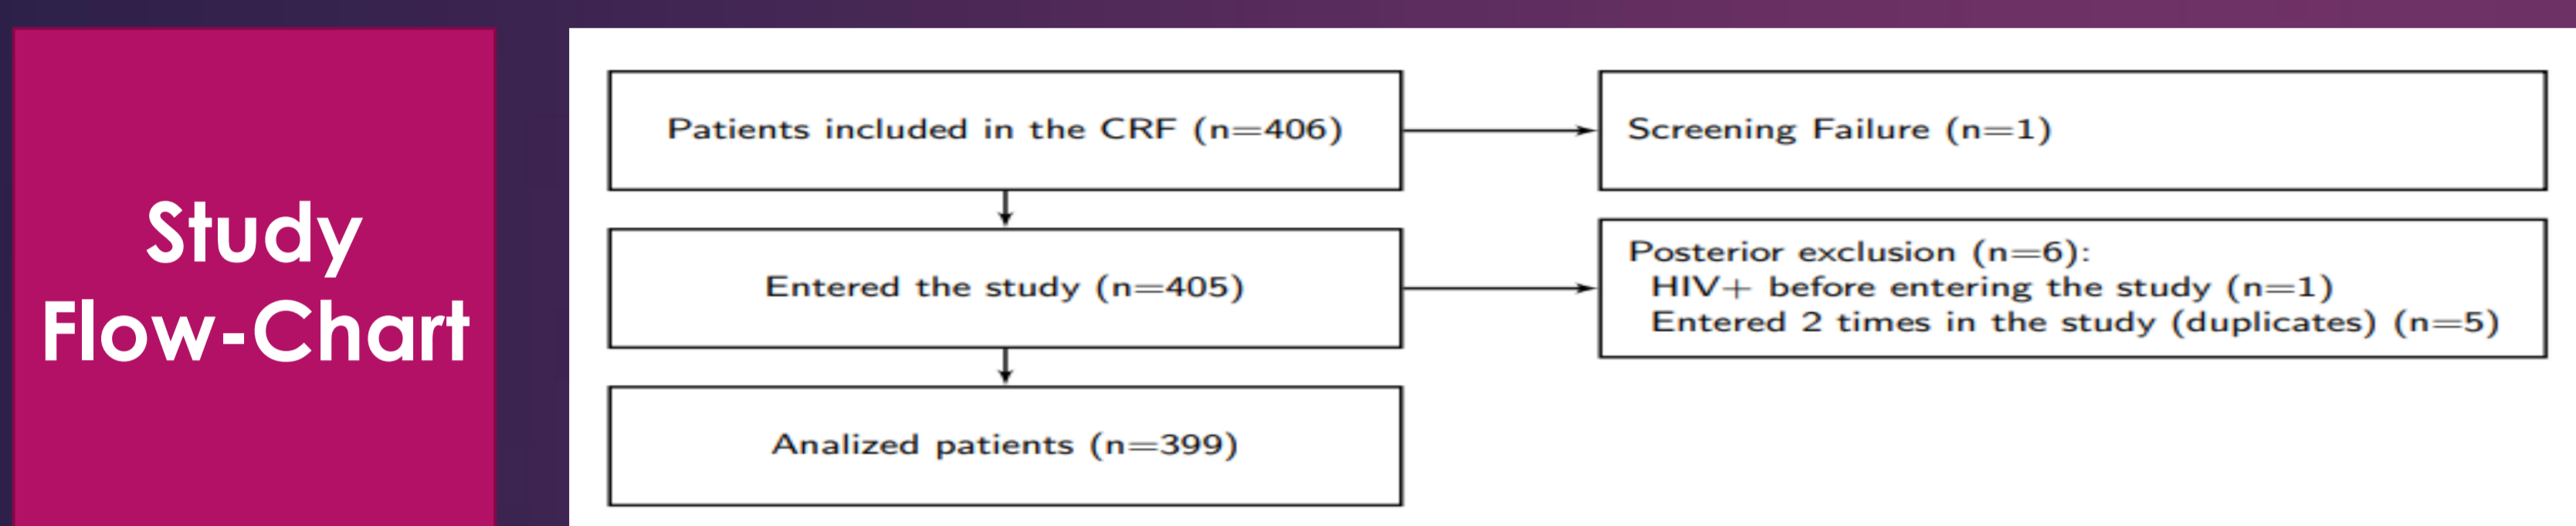 Study
Flow-Chart
Patients included in the CRF (n=406)
Screening Failure (n=1)
Entered the study (n=405)
Posterior exclusion (n=6):
HIV+ before entering the study (n=1)
Entered 2 times in the study (duplicates) (n=5)
Analized patients (n=399)